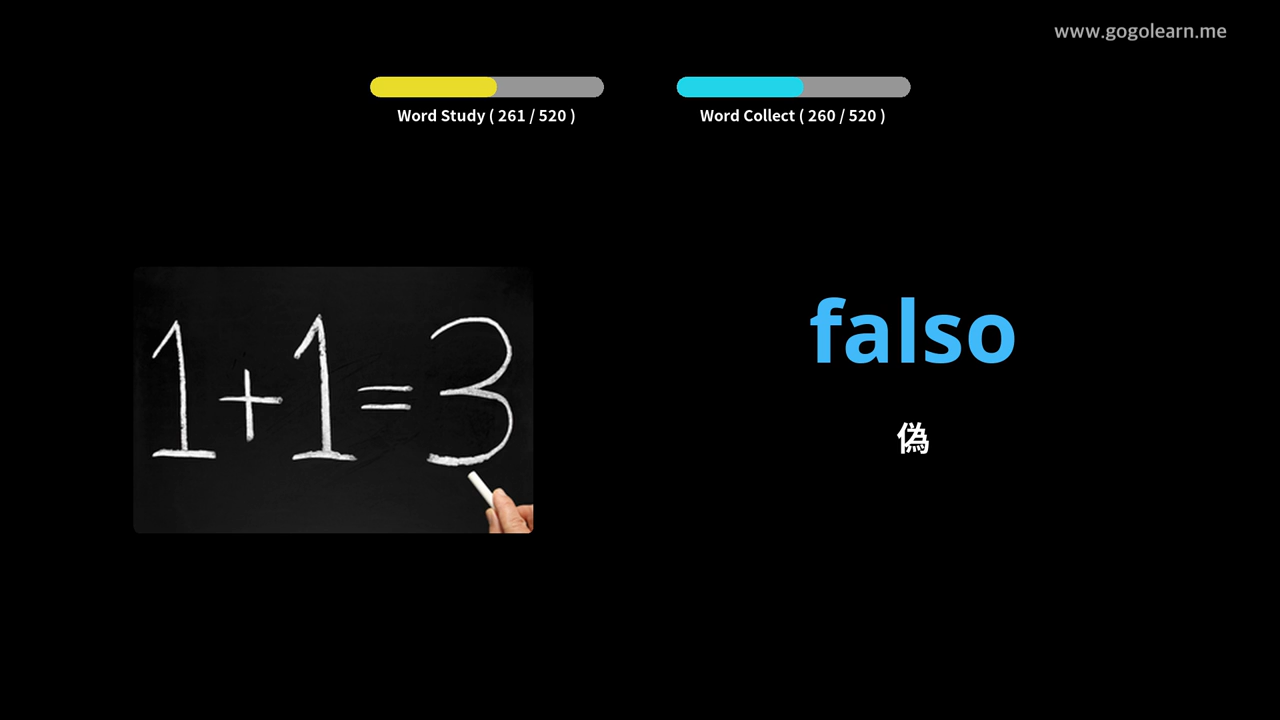 www.gogolearn.me
Word Study ( 261 / 520 )
Word Collect ( 260 / 520 )
1+1=3
falso
偽